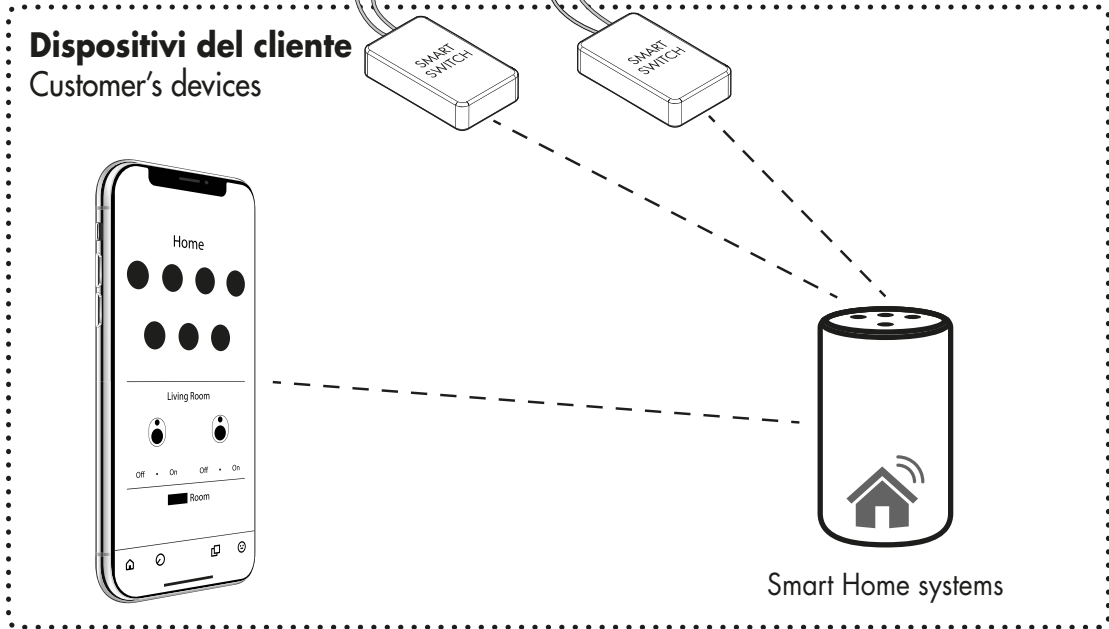 Dispositivi del cliente
Customer's devices
SMART
SWITCH
SMART
SWITCH
Home
Living Room
Off • On Off • On
Room
Smart Home systems